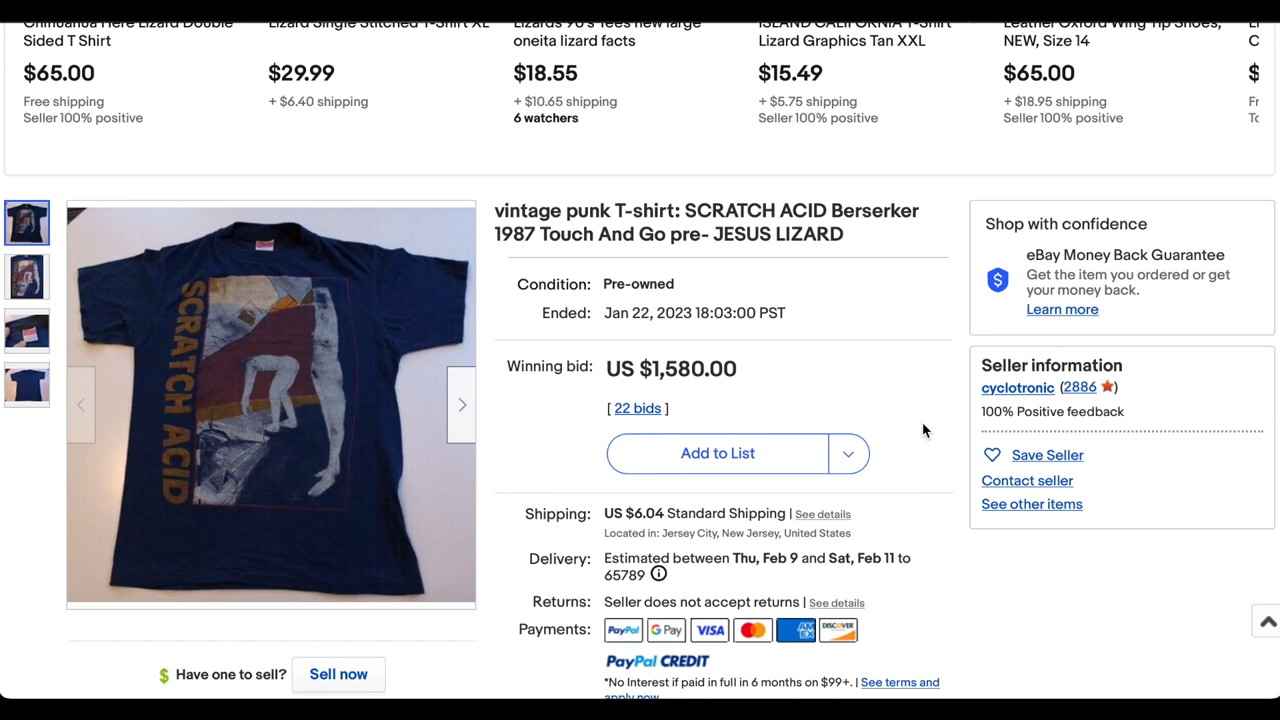 Chihuahua Here Lizard Double
Sided T Shirt
$65.00
Free shipping
Seller 100% positive
Lizard Single Stitched T-Shirt XL
$29.99
+ $6.40 shipping
Lizards 90's Tees new large
oneita lizard facts
$18.55
+ $10.65 shipping
6 watchers
ISLAND CALIFORNIA T-Shirt
Lizard Graphics Tan XXL
$15.49
+ $5.75 shipping
Seller 100% positive
Leather Oxford Wing Tip Shoes,
NEW, Size 14
$65.00
+ $18.95 shipping
Seller 100% positive
$
SCRATCH ACID
vintage punk T-shirt: SCRATCH ACID Berserker
1987 Touch And Go pre- JESUS LIZARD
Condition: Pre-owned
Ended: Jan 22, 2023 18:03:00 PST
Winning bid: US $1,580.00
[ 22 bids ]
Add to List
Shipping: US $6.04 Standard Shipping | See details
Located in: Jersey City, New Jersey, United States
Delivery: Estimated between Thu, Feb 9 and Sat, Feb 11 to
65789
Returns: Seller does not accept returns | See details
Payments: PayPal G Pay VISA MasterCard AM EX DISCOVER
PayPal CREDIT
*No Interest if paid in full in 6 months on $99+. | See terms and
apply now
Have one to sell? Sell now
Shop with confidence
eBay Money Back Guarantee
Get the item you ordered or get
your money back.
Learn more
Seller information
cyclotronic (2886 )
100% Positive feedback
Save Seller
Contact seller
See other items